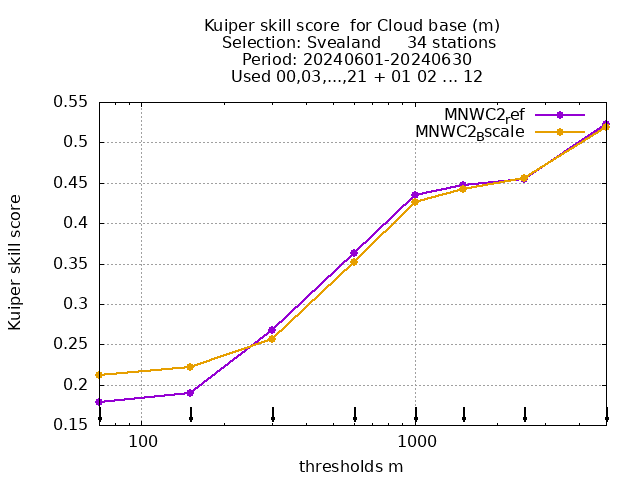 Kuiper skill score  for Cloud base (m)
Selection: Svealand     34 stations
Period: 20240601-20240630
Used 00,03,...,21 + 01 02 ... 12
0.55
0.5
0.45
0.4
0.35
0.3
0.25
0.2
0.15
Kuiper skill score
MNWC2ref
MNWC2Bscale
100
1000
thresholds m